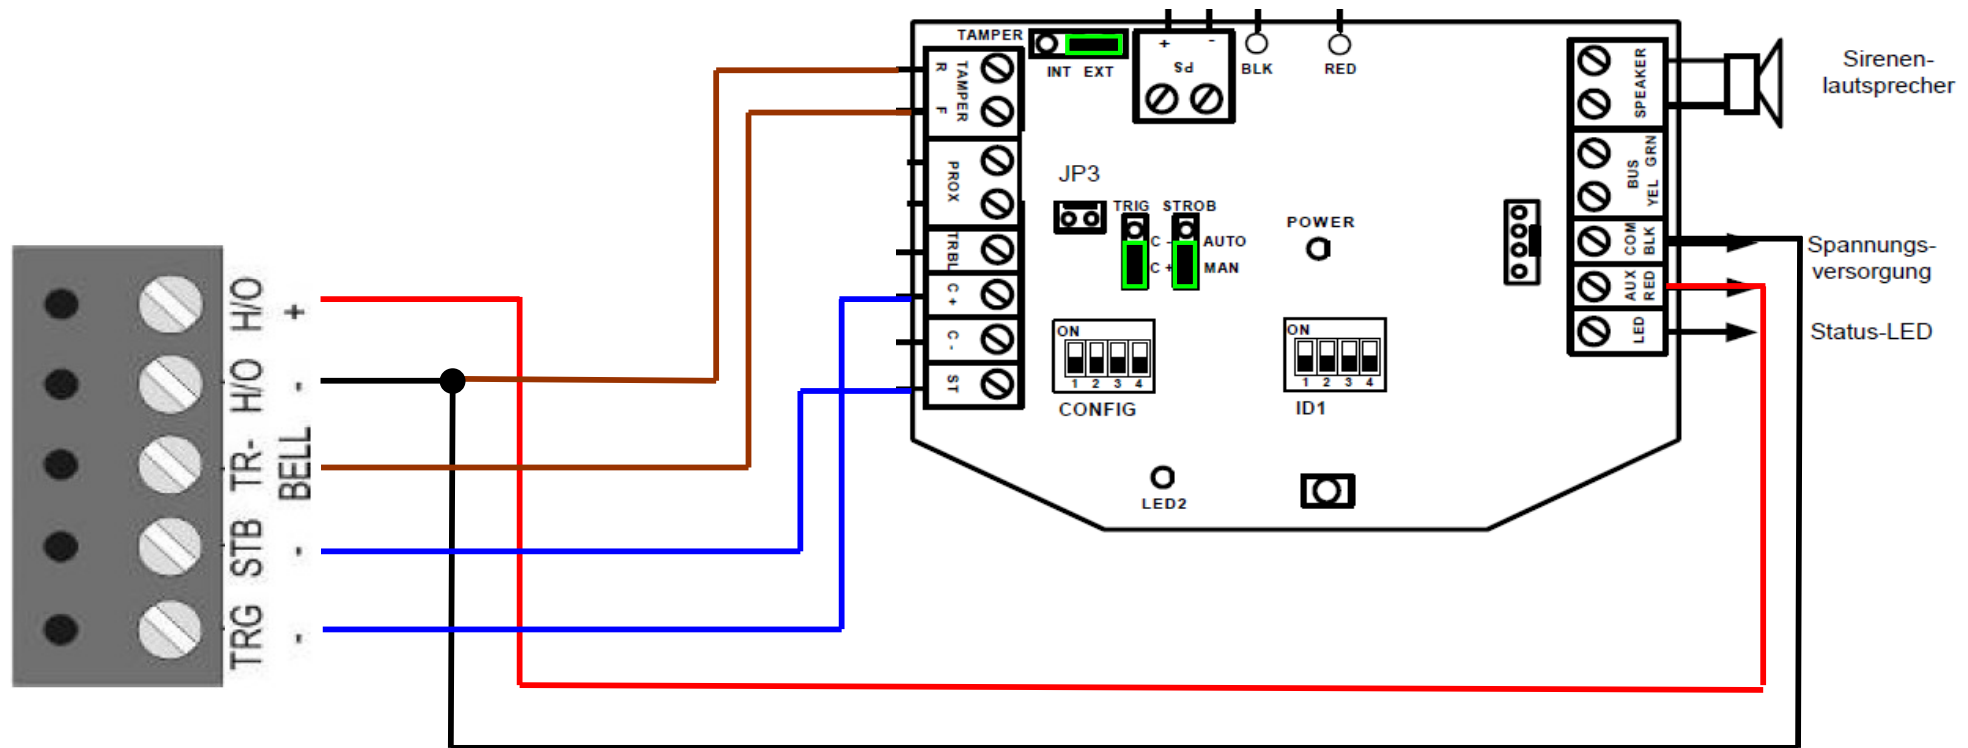 H/O +
H/O -
TR- BELL
STB -
TRG -
TAMPER
INT EXT
R
F
TAMPER
PROX
TRBL
C +
C -
ST
+ -
PS
BLK
RED
JP3
TRIG STROB
C - AUTO
C + MAN
POWER
ON
1 2 3 4
CONFIG
ON
1 2 3 4
ID1
LED2
SPEAKER
BUS
YEL GRN
COM
BLK
AUX
RED
LED
Sirenen-
lautsprecher
Spannungs-
versorgung
Status-LED